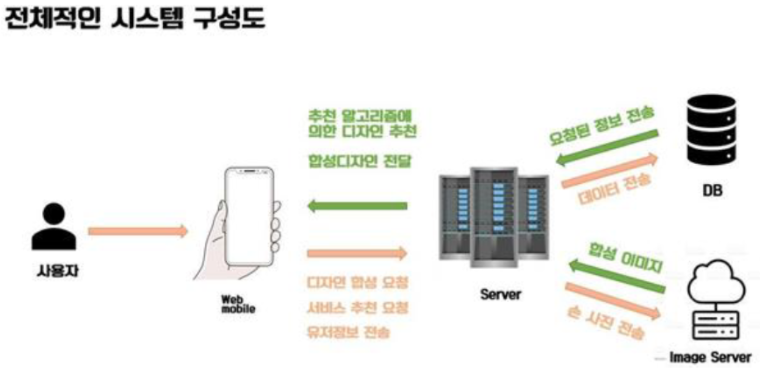 전체적인 시스템 구성도
추천 알고리즘에
의한 디자인 추천
합성디자인 전달
요청된 정보 전송
데이터 전송
DB
사용자
Web
mobile
디자인 합성 요청
서비스 추천 요청
유저정보 전송
Server
합성 이미지
손 사진 전송
Image Server